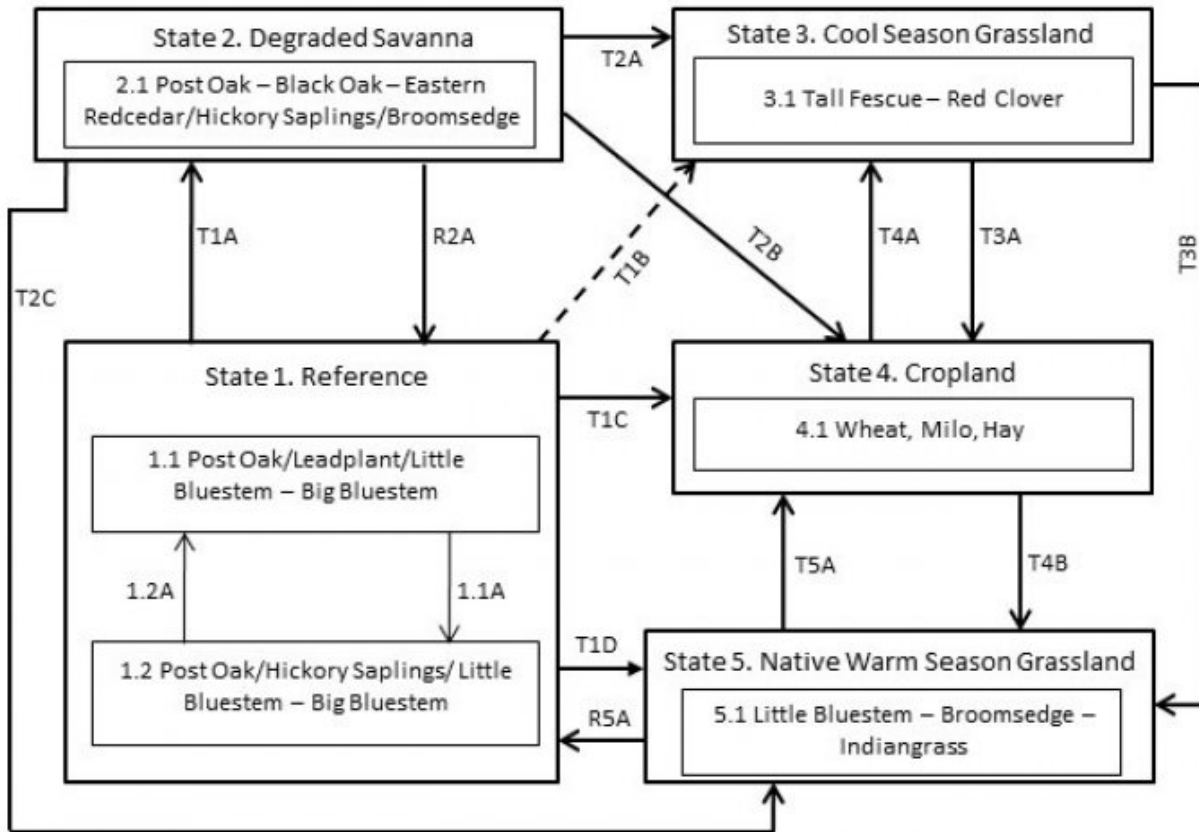 State 2. Degraded Savanna
2.1 Post Oak – Black Oak – Eastern
Redcedar/Hickory Saplings/Broomsedge
T2A
State 3. Cool Season Grassland
3.1 Tall Fescue – Red Clover
T1A
R2A
T1B
T2B
T4A
T3A
T3B
T2C
State 1. Reference
1.1 Post Oak/Leadplant/Little
Bluestem – Big Bluestem
1.2A
1.1A
1.2 Post Oak/Hickory Saplings/ Little
Bluestem – Big Bluestem
T1C
State 4. Cropland
4.1 Wheat, Milo, Hay
T5A
T4B
T1D
R5A
State 5. Native Warm Season Grassland
5.1 Little Bluestem – Broomsedge –
Indiangrass